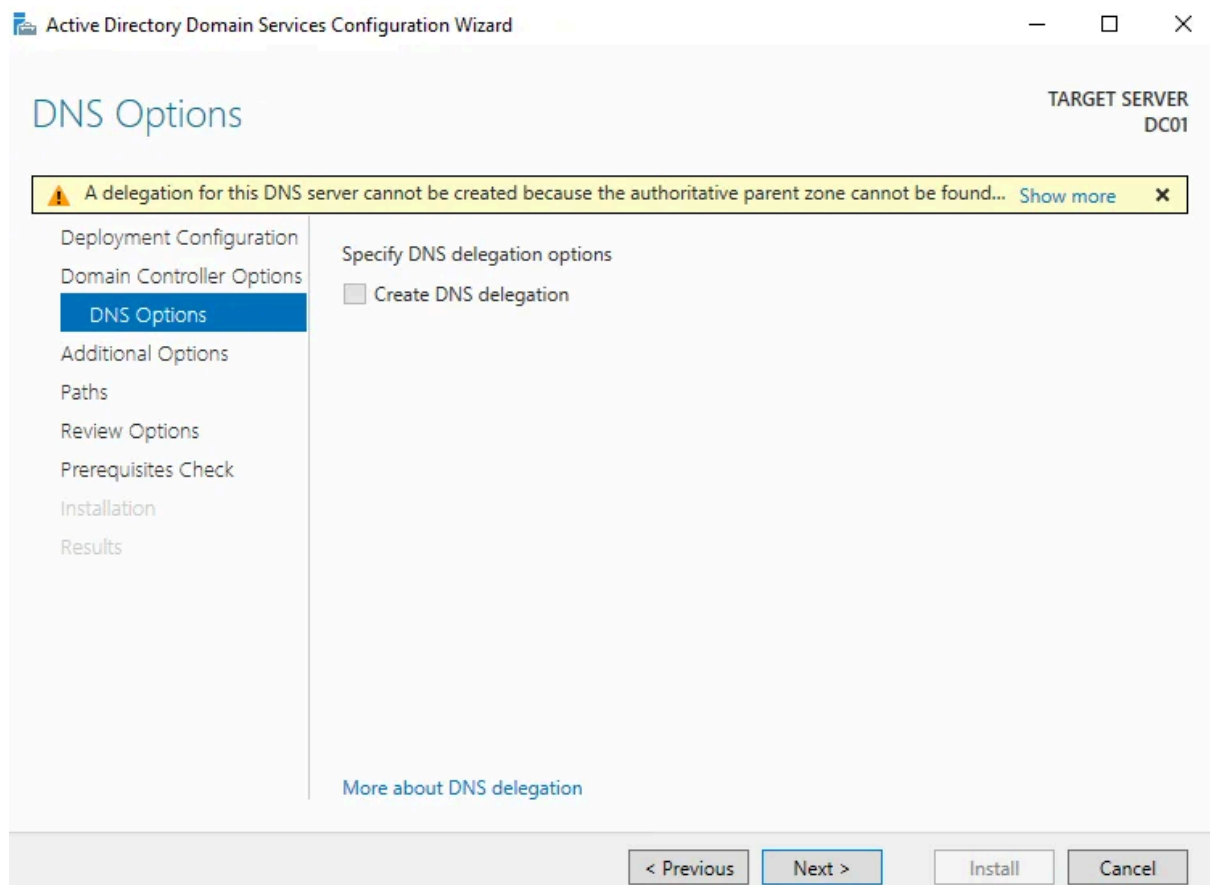 Active Directory Domain Services Configuration Wizard
DNS Options
TARGET SERVER
DC01
A delegation for this DNS server cannot be created because the authoritative parent zone cannot be found... Show more
Deployment Configuration
Domain Controller Options
DNS Options
Additional Options
Paths
Review Options
Prerequisites Check
Installation
Results
Specify DNS delegation options
Create DNS delegation
More about DNS delegation
< Previous Next > Install Cancel